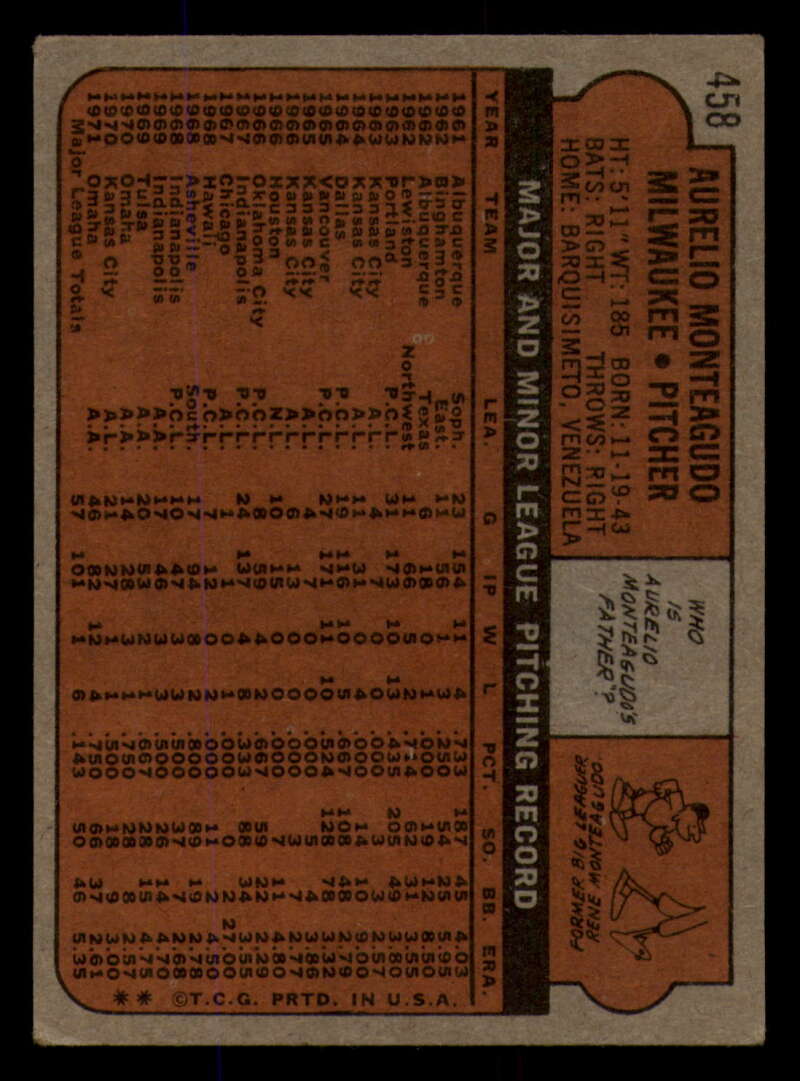 458
AURELIO MONTEAGUDO
MILWAUKEE • PITCHER
HT: 5'11" WT: 185 BORN: 11-19-43
BATS: RIGHT THROWS: RIGHT
HOME: BARQUISIMETO, VENEZUELA
WHO
IS
AURELIO
MONTEAGUDO'S
FATHER?
FORMER BIG LEAGUER
RENE MONTEAGUDO.
MAJOR AND MINOR LEAGUE PITCHING RECORD
YEAR TEAM LEA. G IP W L PCT. SO. BB. ERA.
1961 Albuquerque Soph. 23 154 11 4 .733 187 45 4.03
1962 Binghamton East. 11 56 1 3 .250 54 25 5.95
1962 Albuquerque Texas 6 18 0 1 .000 19 12 8.50
1962 Lewiston Northwest 11 66 5 2 .714 62 31 3.55
1963 Portland P.C.L. 31 173 10 13 .435 205 49 3.80
1963 Kansas City A.L. 4 7 0 0 .000 3 3 2.57
1964 Kansas City A.L. 11 31 0 4 .000 14 10 9.00
1964 Dallas P.C.L. 19 116 10 5 .667 108 48 2.79
1965 Vancouver P.C.L. 27 171 11 10 .524 128 78 3.32
1965 Kansas City A.L. 4 7 0 0 .000 5 4 3.86
1966 Kansas City A.L. 6 13 0 0 .000 3 7 2.77
1966 Houston N.L. 10 15 0 0 .000 7 11 4.80
1966 Oklahoma City P.C.L. 8 59 4 2 .667 59 22 2.29
1967 Indianapolis P.C.L. 24 137 4 8 .333 88 34 3.55
1967 Chicago A.L. 1 1 0 1 .000 0 2 27.00
1968 Hawaii P.C.L. 7 12 0 2 .000 11 2 4.50
1968 Asheville South. 17 94 8 2 .800 89 19 2.78
1968 Indianapolis P.C.L. 10 47 3 3 .500 37 14 2.68
1969 Indianapolis A.A. 17 46 3 3 .500 26 7 4.70
1969 Tulsa A.A. 20 53 2 1 .667 28 15 4.75
1970 Omaha A.A. 14 28 3 1 .750 28 8 2.57
1970 Kansas City A.L. 21 27 1 1 .500 18 9 3.00
1971 Omaha A.A. 46 82 12 4 .750 66 37 2.61
Major League Totals 57 101 1 6 .143 50 46 5.35
** ©T.C.G. PRTD. IN U.S.A.